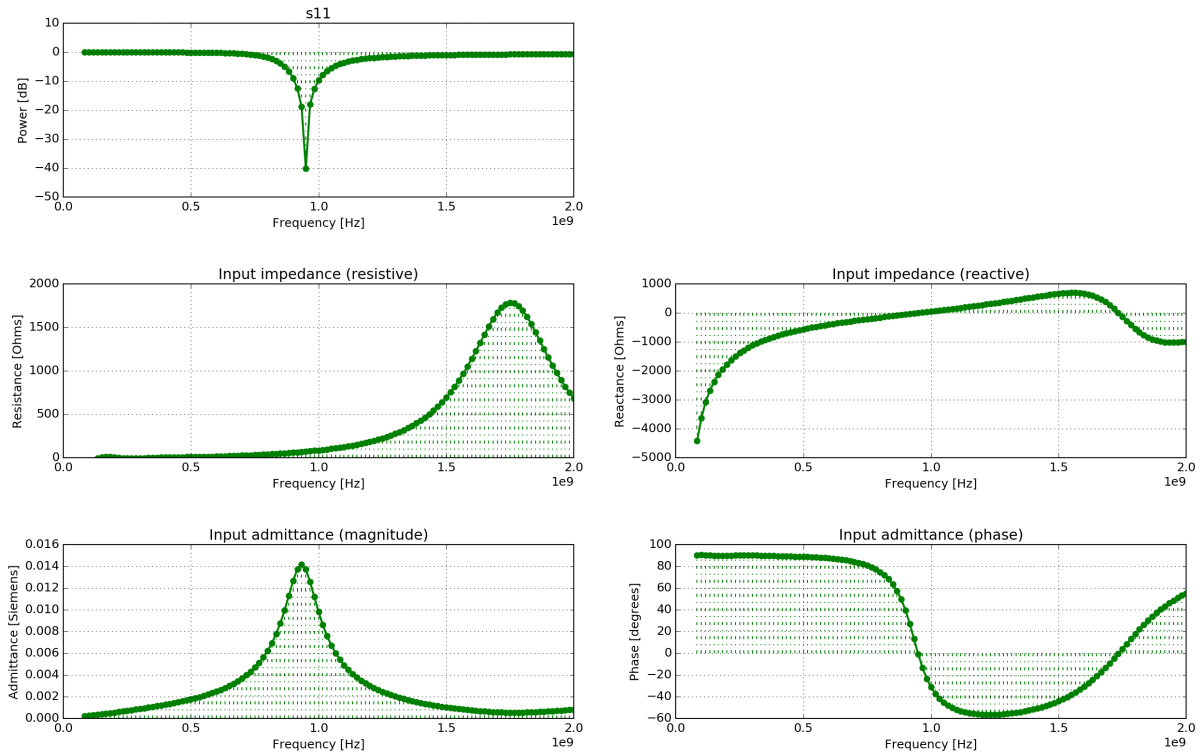 s11
Power [dB]
10
0
−10
−20
−30
−40
−50
0.0 0.5 1.0 1.5 2.0
1e9
Frequency [Hz]
Input impedance (resistive)
Resistance [Ohms]
2000
1500
1000
500
0
0.0 0.5 1.0 1.5 2.0
1e9
Frequency [Hz]
Input impedance (reactive)
Reactance [Ohms]
1000
0
−1000
−2000
−3000
−4000
−5000
0.0 0.5 1.0 1.5 2.0
1e9
Frequency [Hz]
Input admittance (magnitude)
Admittance [Siemens]
0.016
0.014
0.012
0.010
0.008
0.006
0.004
0.002
0.000
0.0 0.5 1.0 1.5 2.0
1e9
Frequency [Hz]
Input admittance (phase)
Phase [degrees]
100
80
60
40
20
0
−20
−40
−60
0.0 0.5 1.0 1.5 2.0
1e9
Frequency [Hz]